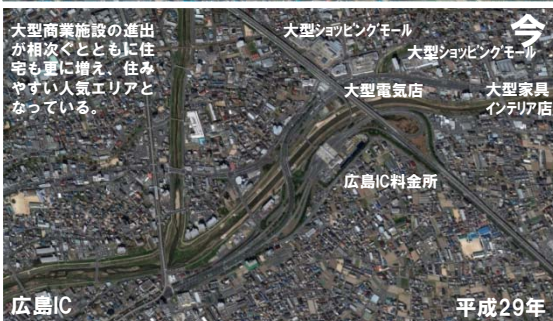 大型商業施設の進出
が相次ぐとともに住
宅も更に増え、住み
やすい人気エリアと
なっている。
今
大型ショッピングモール
大型ショッピングモール
大型電気店
大型家具
インテリア店
広島IC料金所
広島IC
平成29年